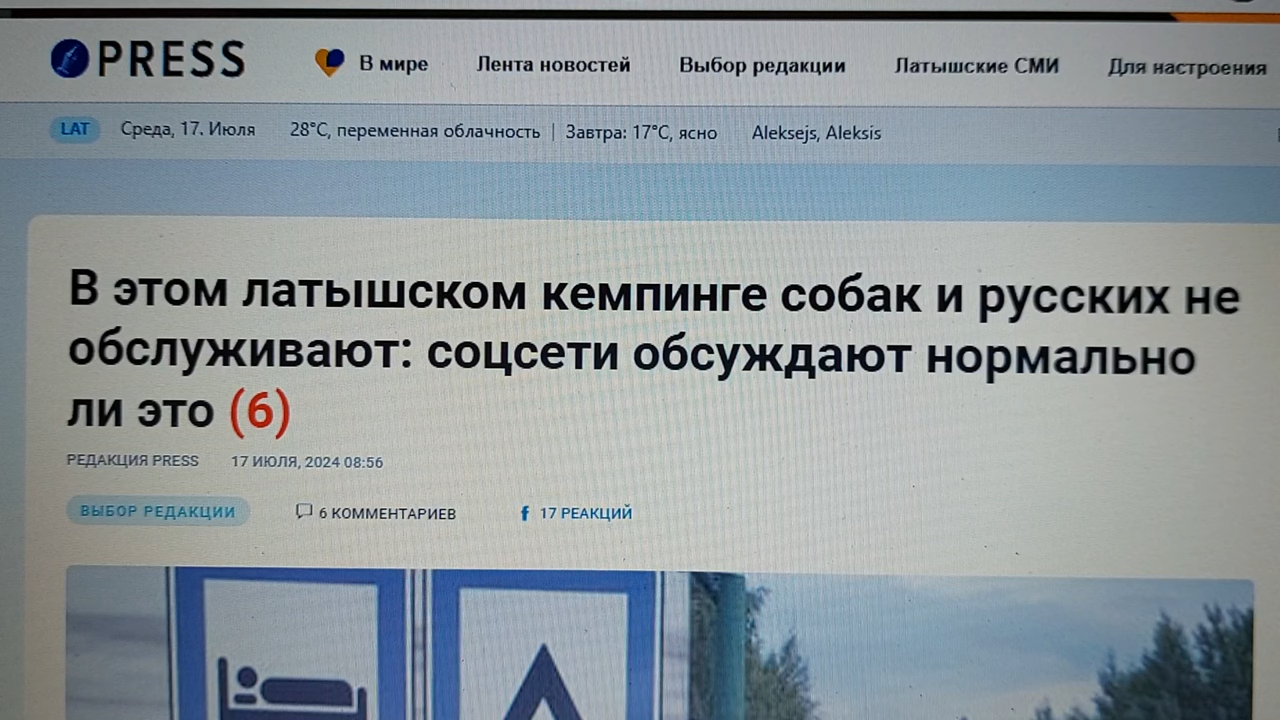 PRESS
В мире Лента новостей Выбор редакции Латышские СМИ Для настроения
LAT Среда, 17. Июля 28°C, переменная облачность | Завтра: 17°C, ясно Aleksejs, Aleksis
В этом латышском кемпинге собак и русских не
обслуживают: соцсети обсуждают нормально
ли это (6)
РЕДАКЦИЯ PRESS 17 ИЮЛЯ, 2024 08:56
ВЫБОР РЕДАКЦИИ 6 КОММЕНТАРИЕВ f 17 РЕАКЦИЙ